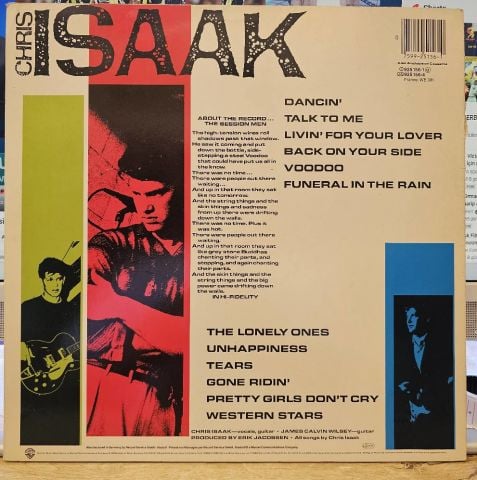 CHRIS
ISAAK
DANCIN'
TALK TO ME
LIVIN' FOR YOUR LOVER
BACK ON YOUR SIDE
VOODOO
FUNERAL IN THE RAIN
ABOUT THE RECORD...
THE SESSION MEN
The high-tension wires roll
shadows past that window.
He saw it coming and put
down the bottle, side-
stepping a steel Voodoo
that could have put us all in
the know.
There was no time...
There were people out there
waiting...
And up in that room they sat
like no tomorrow.
And the string things and the
skin things and sadness
from up there were drifting
down the walls.
There was no time. Plus it
was hot.
There were people out there
waiting.
And up in that room they sat
like grey stone Buddhas
chanting their parts, and
stopping, and again chanting
their parts.
And the skin things and the
string things and the big
power came drifting down
the walls.
IN HI-FIDELITY
THE LONELY ONES
UNHAPPINESS
TEARS
GONE RIDIN'
PRETTY GIRLS DON'T CRY
WESTERN STARS
CHRIS ISAAK—vocals, guitar • JAMES CALVIN WILSEY—guitar
PRODUCED BY ERIK JACOBSEN • All songs by Chris Isaak